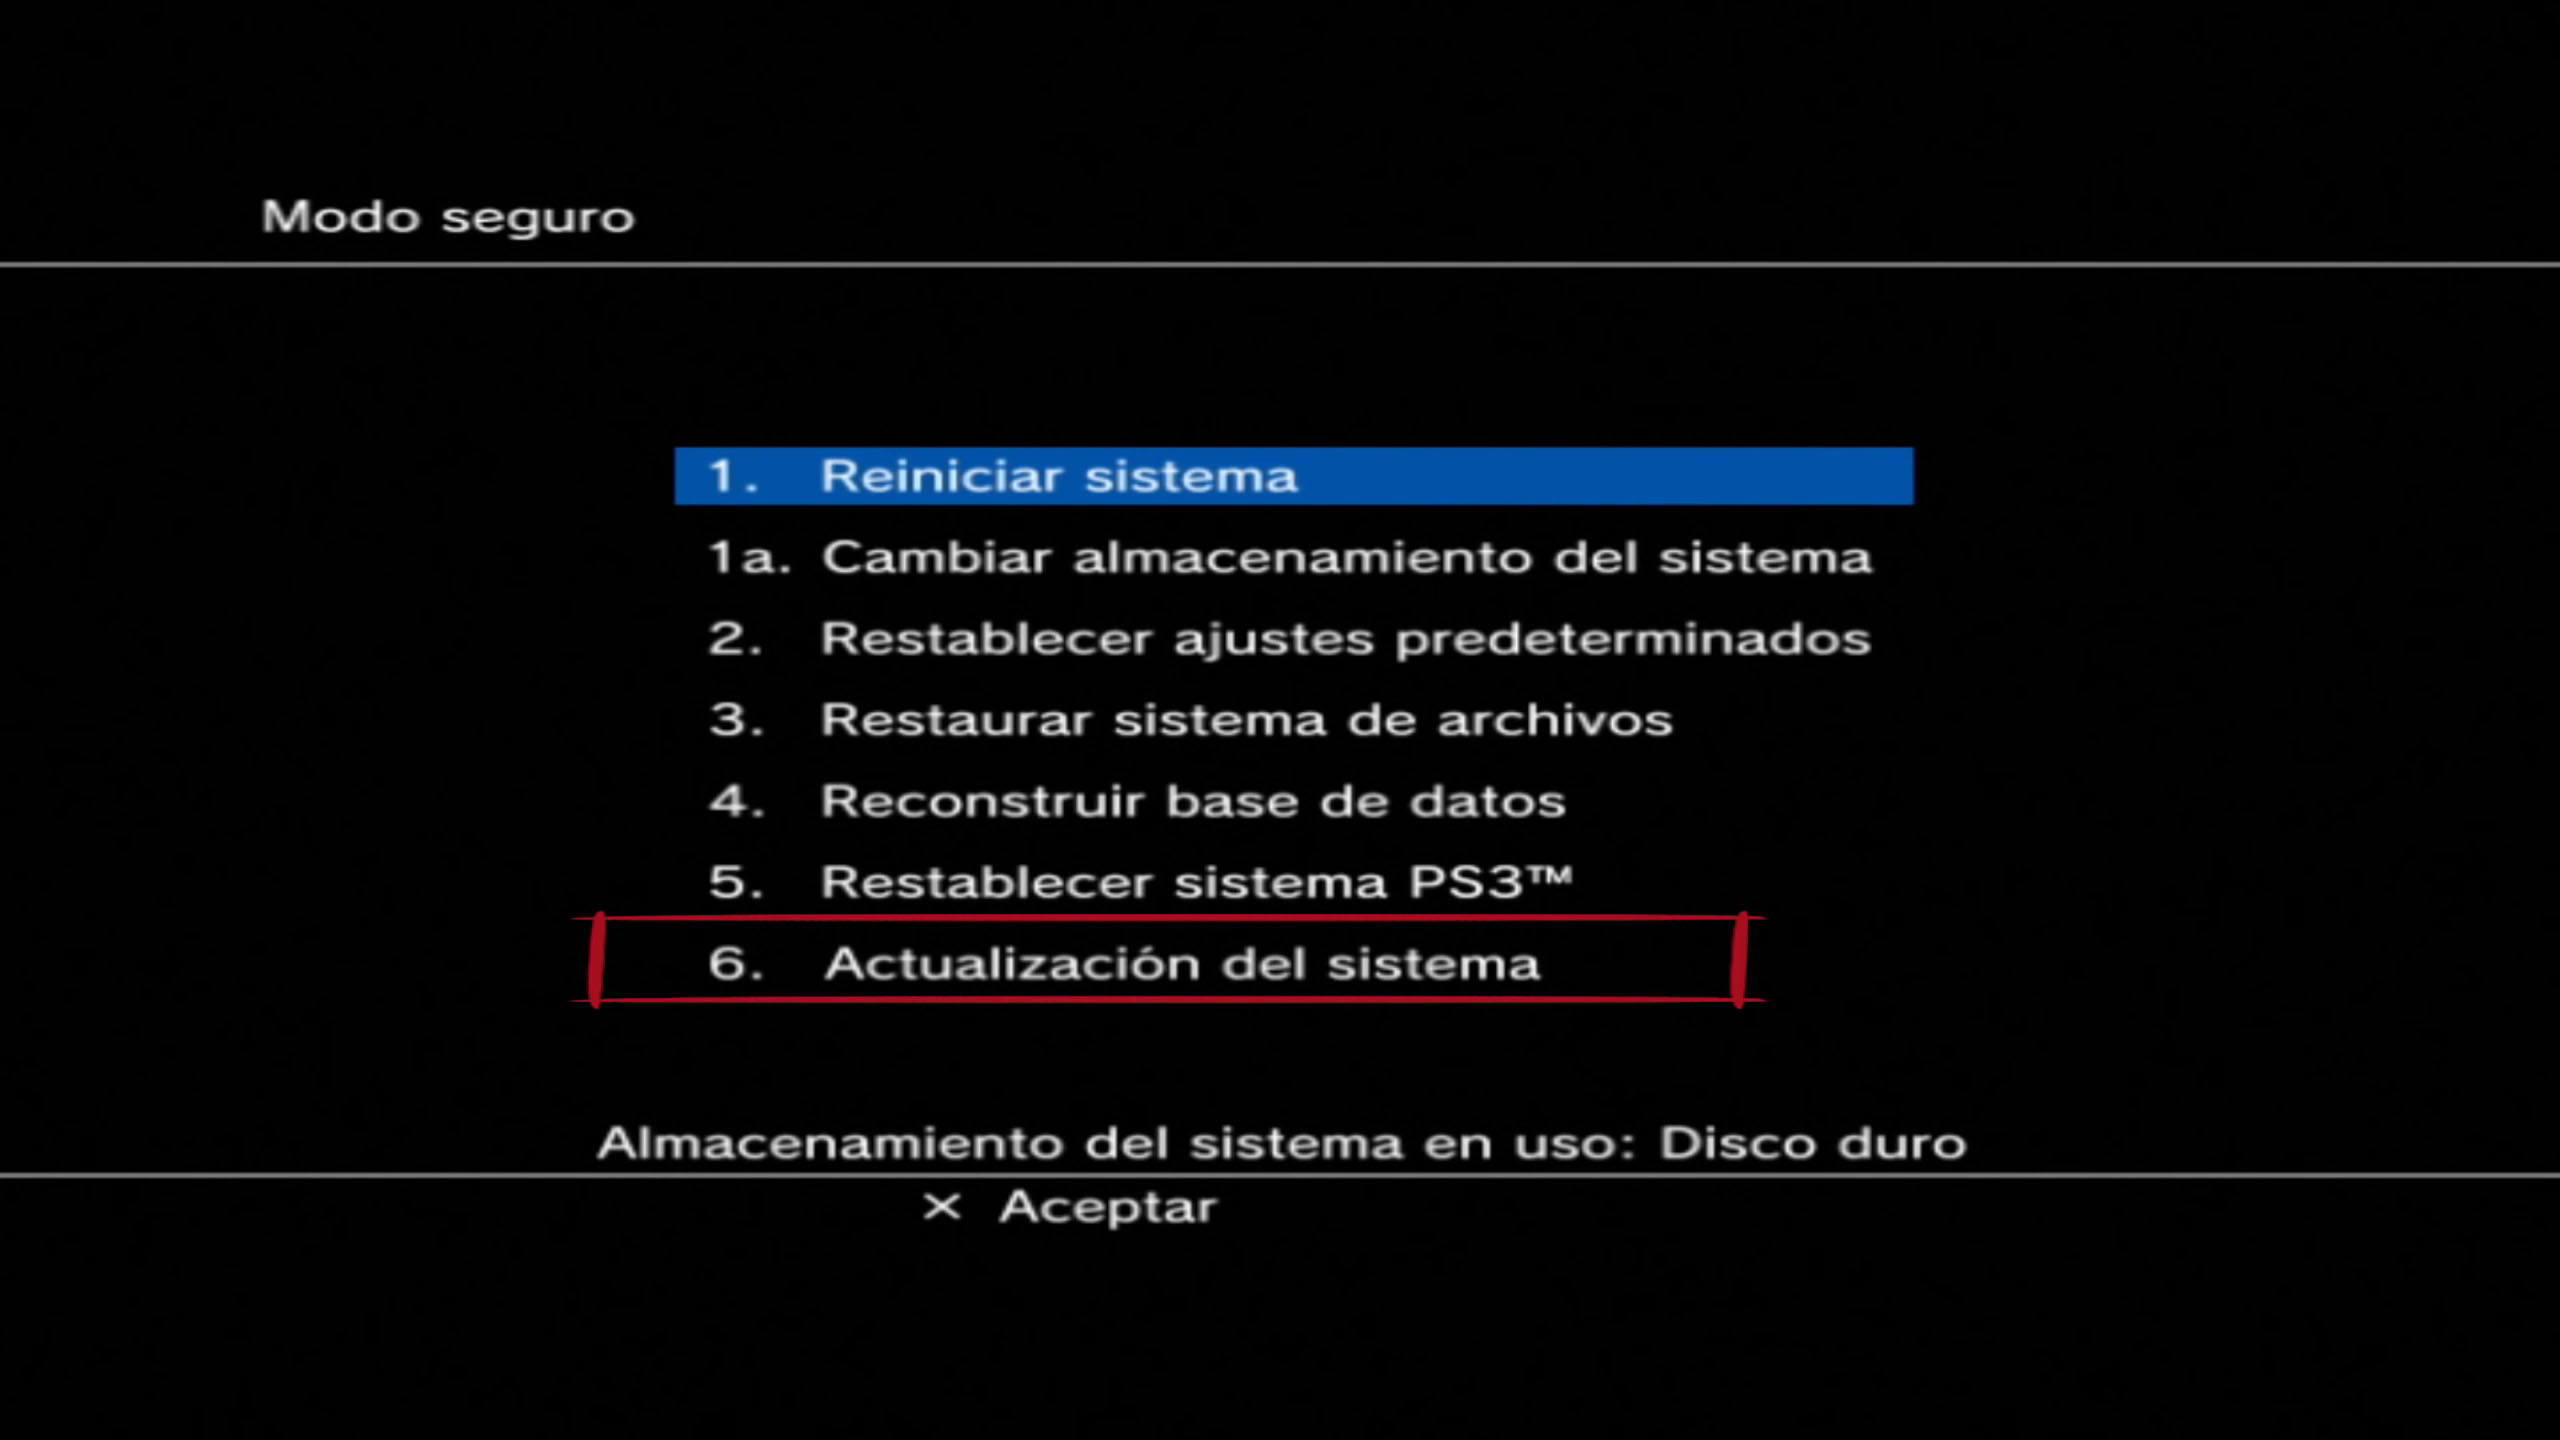 Modo seguro
1. Reiniciar sistema
1a. Cambiar almacenamiento del sistema
2. Restablecer ajustes predeterminados
3. Restaurar sistema de archivos
4. Reconstruir base de datos
5. Restablecer sistema PS3™
6. Actualización del sistema
Almacenamiento del sistema en uso: Disco duro
✕ Aceptar